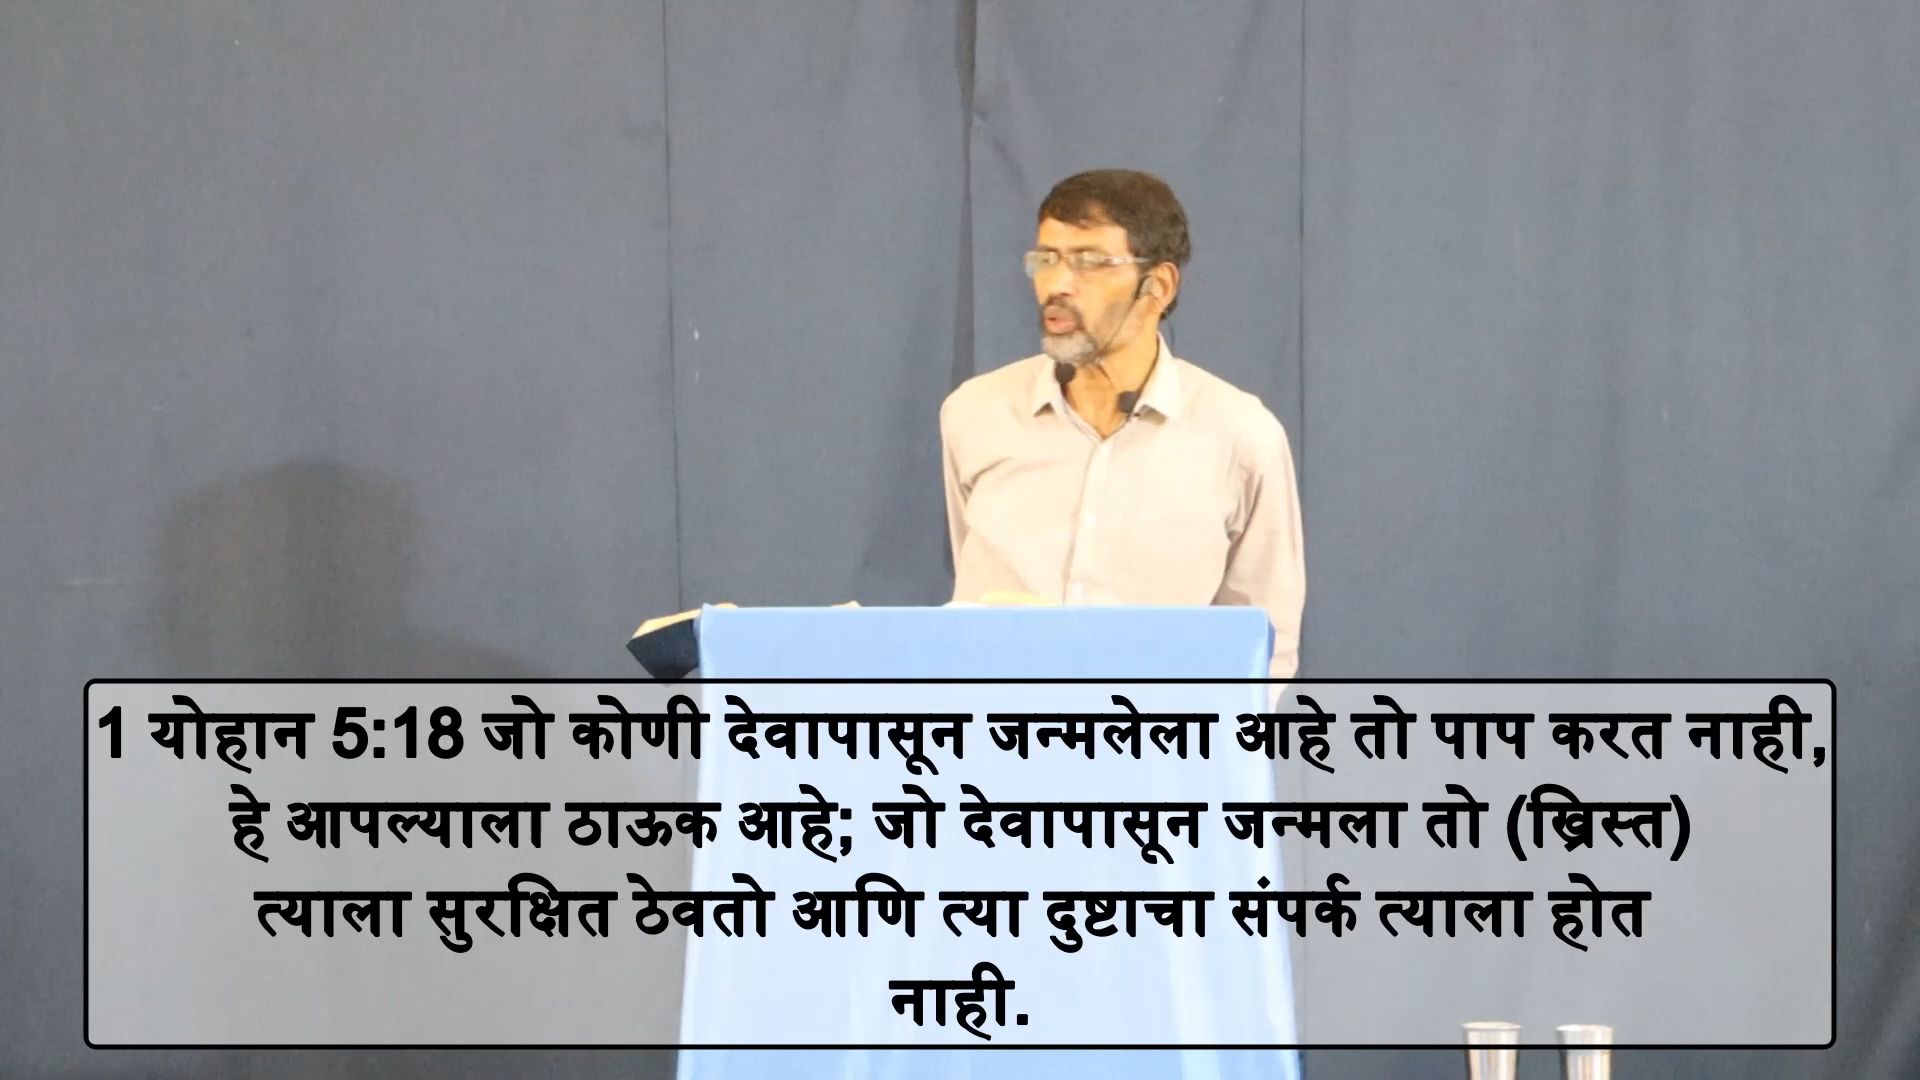 1 योहान 5:18 जो कोणी देवापासून जन्मलेला आहे तो पाप करत नाही,
हे आपल्याला ठाऊक आहे; जो देवापासून जन्मला तो (ख्रिस्त)
त्याला सुरक्षित ठेवतो आणि त्या दुष्टाचा संपर्क त्याला होत
नाही.